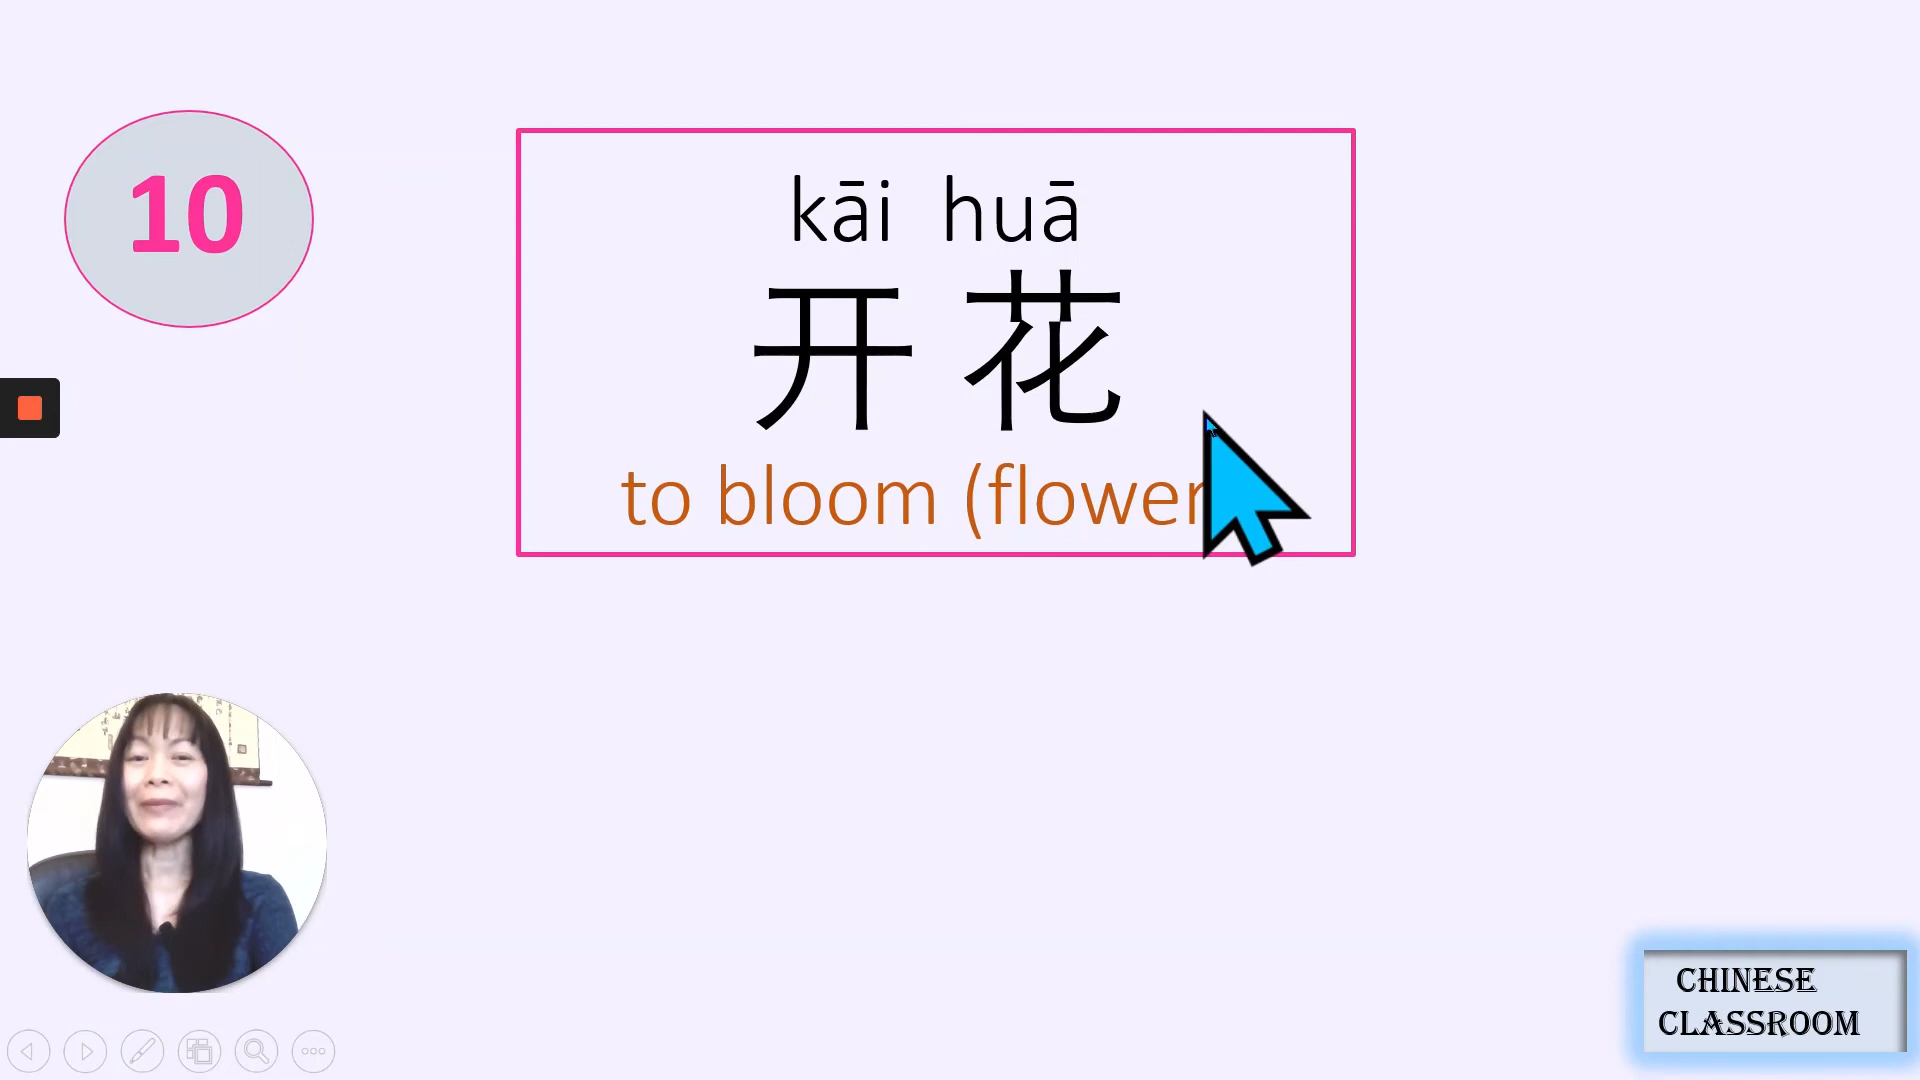 10
kāi huā
开 花
to bloom (flower
CHINESE
CLASSROOM